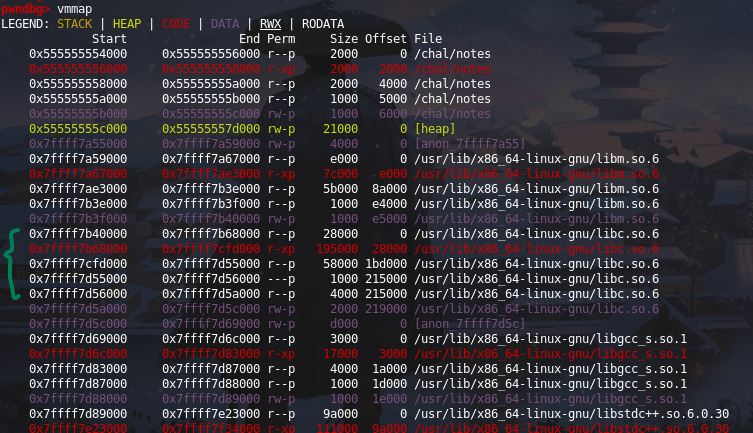 pwndbg> vmmap
LEGEND: STACK | HEAP | CODE | DATA | RWX | RODATA
Start End Perm Size Offset File
0x555555554000 0x555555556000 r--p 2000 0 /chal/notes
0x555555556000 0x555555558000 r-xp 2000 2000 /chal/notes
0x555555558000 0x55555555a000 r--p 2000 4000 /chal/notes
0x55555555a000 0x55555555b000 r--p 1000 5000 /chal/notes
0x55555555b000 0x55555555c000 rw-p 1000 6000 /chal/notes
0x55555555c000 0x55555557d000 rw-p 21000 0 [heap]
0x7ffff7a55000 0x7ffff7a59000 rw-p 4000 0 [anon_7ffff7a55]
0x7ffff7a59000 0x7ffff7a67000 r--p e000 0 /usr/lib/x86_64-linux-gnu/libm.so.6
0x7ffff7a67000 0x7ffff7ae3000 r-xp 7c000 e000 /usr/lib/x86_64-linux-gnu/libm.so.6
0x7ffff7ae3000 0x7ffff7b3e000 r--p 5b000 8a000 /usr/lib/x86_64-linux-gnu/libm.so.6
0x7ffff7b3e000 0x7ffff7b3f000 r--p 1000 e4000 /usr/lib/x86_64-linux-gnu/libm.so.6
0x7ffff7b3f000 0x7ffff7b40000 rw-p 1000 e5000 /usr/lib/x86_64-linux-gnu/libm.so.6
0x7ffff7b40000 0x7ffff7b68000 r--p 28000 0 /usr/lib/x86_64-linux-gnu/libc.so.6
0x7ffff7b68000 0x7ffff7cfd000 r-xp 195000 28000 /usr/lib/x86_64-linux-gnu/libc.so.6
0x7ffff7cfd000 0x7ffff7d55000 r--p 58000 1bd000 /usr/lib/x86_64-linux-gnu/libc.so.6
0x7ffff7d55000 0x7ffff7d56000 ---p 1000 215000 /usr/lib/x86_64-linux-gnu/libc.so.6
0x7ffff7d56000 0x7ffff7d5a000 r--p 4000 215000 /usr/lib/x86_64-linux-gnu/libc.so.6
0x7ffff7d5a000 0x7ffff7d5c000 rw-p 2000 219000 /usr/lib/x86_64-linux-gnu/libc.so.6
0x7ffff7d5c000 0x7ffff7d69000 rw-p d000 0 [anon_7ffff7d5c]
0x7ffff7d69000 0x7ffff7d6c000 r--p 3000 0 /usr/lib/x86_64-linux-gnu/libgcc_s.so.1
0x7ffff7d6c000 0x7ffff7d83000 r-xp 17000 3000 /usr/lib/x86_64-linux-gnu/libgcc_s.so.1
0x7ffff7d83000 0x7ffff7d87000 r--p 4000 1a000 /usr/lib/x86_64-linux-gnu/libgcc_s.so.1
0x7ffff7d87000 0x7ffff7d88000 r--p 1000 1d000 /usr/lib/x86_64-linux-gnu/libgcc_s.so.1
0x7ffff7d88000 0x7ffff7d89000 rw-p 1000 1e000 /usr/lib/x86_64-linux-gnu/libgcc_s.so.1
0x7ffff7d89000 0x7ffff7e23000 r--p 9a000 0 /usr/lib/x86_64-linux-gnu/libstdc++.so.6.0.30
0x7ffff7e23000 0x7ffff7f34000 r-xp 111000 9a000 /usr/lib/x86_64-linux-gnu/libstdc++.so.6.0.30